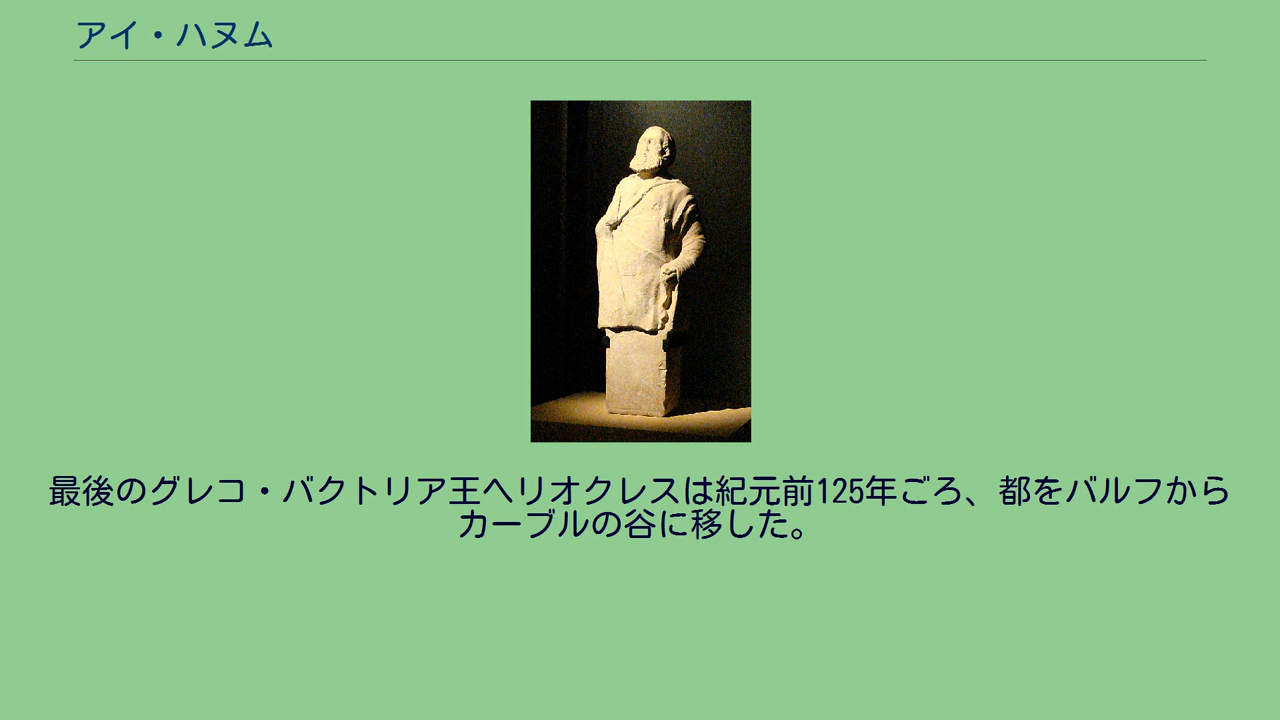 アイ・ハヌム
最後のグレコ・バクトリア王ヘリオクレスは紀元前125年ごろ、都をバルフから
カーブルの谷に移した。